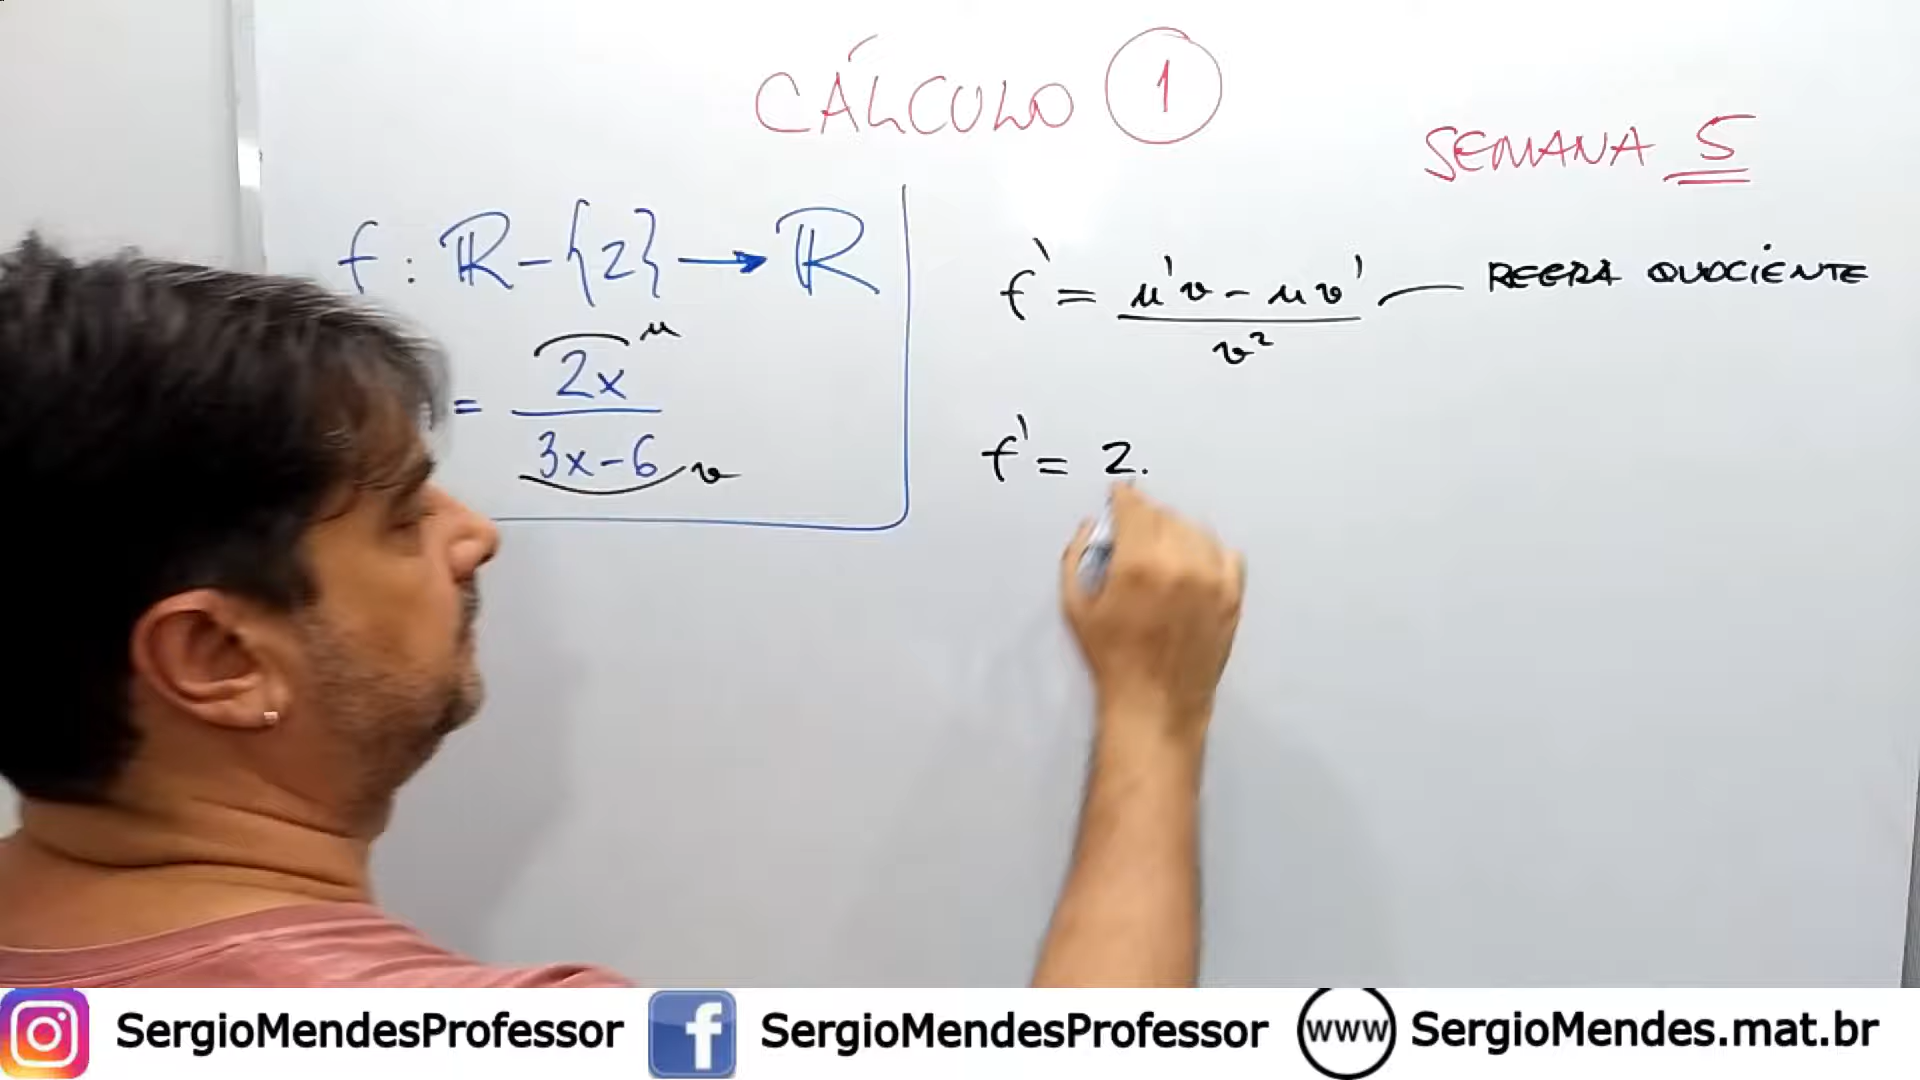 CÁLCULO 1
SEMANA 5
f : ℝ - {2} → ℝ
= 2x u
3x-6 v
f' = u'v - uv' REGRA QUOCIENTE
v²
f' = 2.
SergioMendesProfessor
f SergioMendesProfessor
www SergioMendes.mat.br